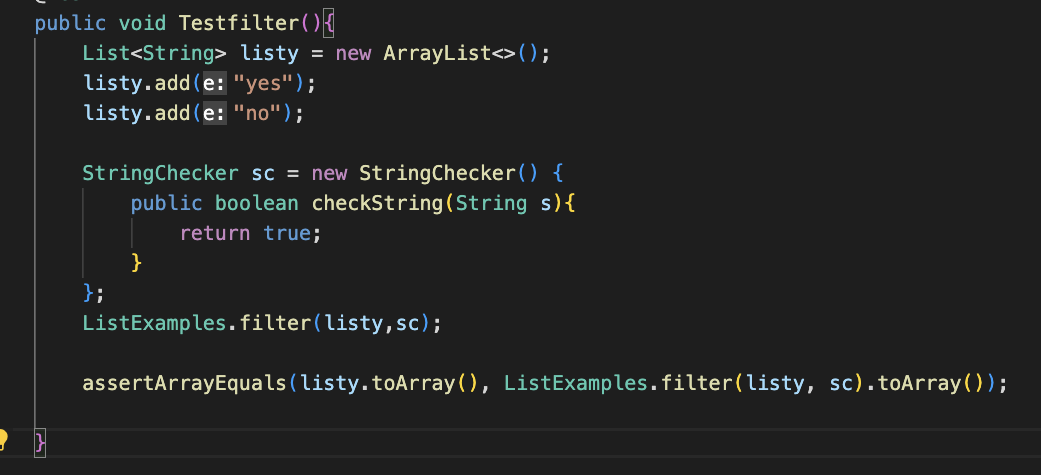 public void Testfilter(){
List<String> listy = new ArrayList<>();
listy.add(e: "yes");
listy.add(e: "no");
StringChecker sc = new StringChecker() {
public boolean checkString(String s){
return true;
}
};
ListExamples.filter(listy,sc);
assertArrayEquals(listy.toArray(), ListExamples.filter(listy, sc).toArray());
}